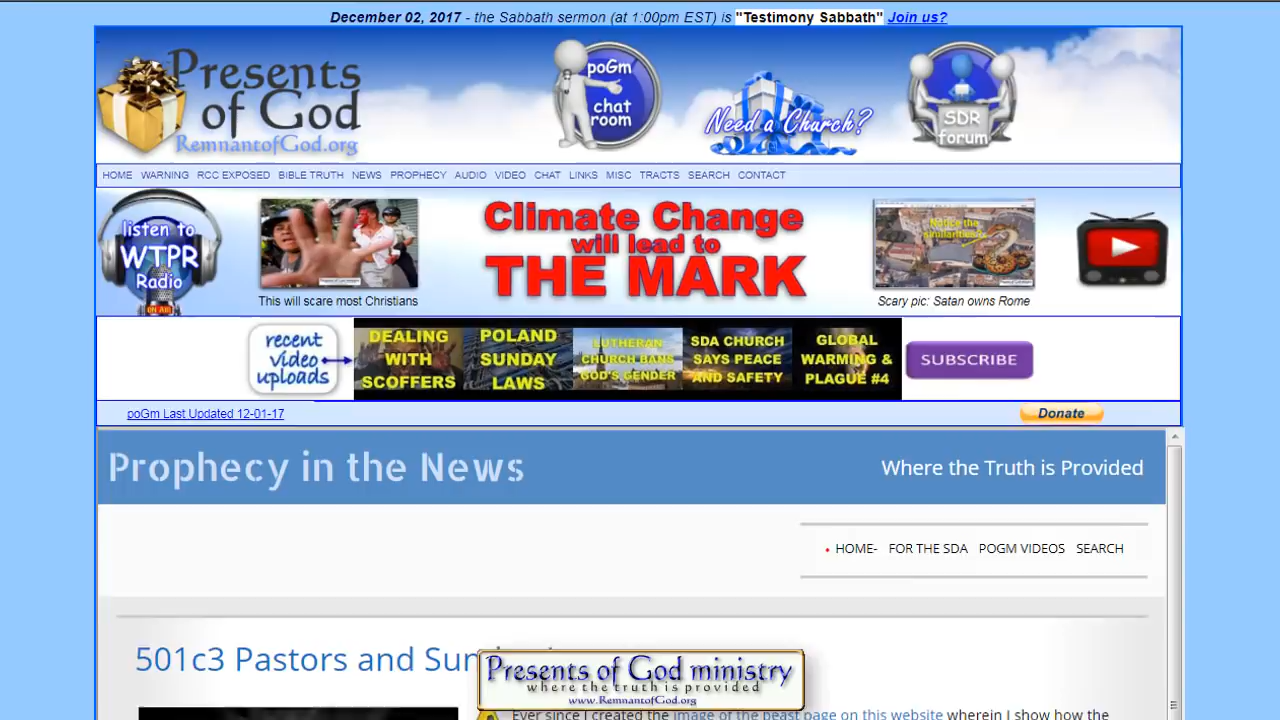 December 02, 2017 - the Sabbath sermon (at 1:00pm EST) is "Testimony Sabbath" Join us?
Presents
of God
RemnantofGod.org
poGm
chat
room
Need a Church?
SDR
forum
HOME WARNING RCC EXPOSED BIBLE TRUTH NEWS PROPHECY AUDIO VIDEO CHAT LINKS MISC TRACTS SEARCH CONTACT
listen to
WTPR
Radio
ON AIR
This will scare most Christians
Climate Change
will lead to
THE MARK
Notice the
similarities
Scary pic: Satan owns Rome
recent
video
uploads
DEALING
WITH
SCOFFERS
POLAND
SUNDAY
LAWS
LUTHERAN
CHURCH BANS
GOD'S GENDER
SDA CHURCH
SAYS PEACE
AND SAFETY
GLOBAL
WARMING &
PLAGUE #4
SUBSCRIBE
poGm Last Updated 12-01-17
Donate
Prophecy in the News
Where the Truth is Provided
HOME- FOR THE SDA POGM VIDEOS SEARCH
501c3 Pastors and
Presents of God ministry
where the truth is provided
www.RemnantofGod.org
Ever since I created the image of the beast page on this website wherein I show how the